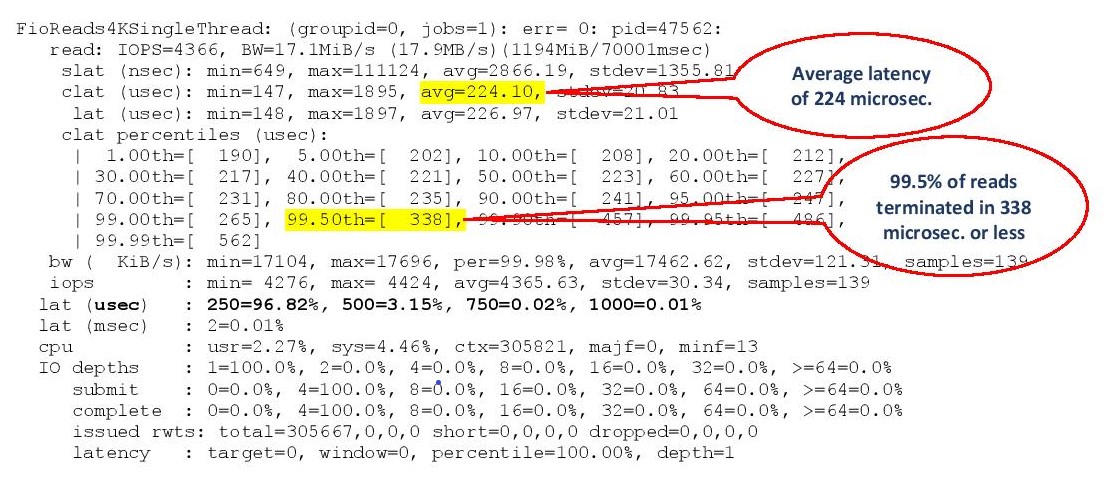 FioReads4KSingleThread: (groupid=0, jobs=1): err= 0: pid=47562:
read: IOPS=4366, BW=17.1MiB/s (17.9MB/s)(1194MiB/70001msec)
slat (nsec): min=649, max=111124, avg=2866.19, stdev=1355.81
clat (usec): min=147, max=1895, avg=224.10, stdev=20.83
lat (usec): min=148, max=1897, avg=226.97, stdev=21.01
clat percentiles (usec):
| 1.00th=[ 190], 5.00th=[ 202], 10.00th=[ 208], 20.00th=[ 212],
| 30.00th=[ 217], 40.00th=[ 221], 50.00th=[ 223], 60.00th=[ 227],
| 70.00th=[ 231], 80.00th=[ 235], 90.00th=[ 241], 95.00th=[ 247],
| 99.00th=[ 265], 99.50th=[ 338], 99.90th=[ 457], 99.95th=[ 486],
| 99.99th=[ 562]
bw ( KiB/s): min=17104, max=17696, per=99.98%, avg=17462.62, stdev=121.31, samples=139
iops : min= 4276, max= 4424, avg=4365.63, stdev=30.34, samples=139
lat (usec) : 250=96.82%, 500=3.15%, 750=0.02%, 1000=0.01%
lat (msec) : 2=0.01%
cpu : usr=2.27%, sys=4.46%, ctx=305821, majf=0, minf=13
IO depths : 1=100.0%, 2=0.0%, 4=0.0%, 8=0.0%, 16=0.0%, 32=0.0%, >=64=0.0%
submit : 0=0.0%, 4=100.0%, 8=0.0%, 16=0.0%, 32=0.0%, 64=0.0%, >=64=0.0%
complete : 0=0.0%, 4=100.0%, 8=0.0%, 16=0.0%, 32=0.0%, 64=0.0%, >=64=0.0%
issued rwts: total=305667,0,0,0 short=0,0,0,0 dropped=0,0,0,0
latency : target=0, window=0, percentile=100.00%, depth=1
Average latency
of 224 microsec.
99.5% of reads
terminated in 338
microsec. or less